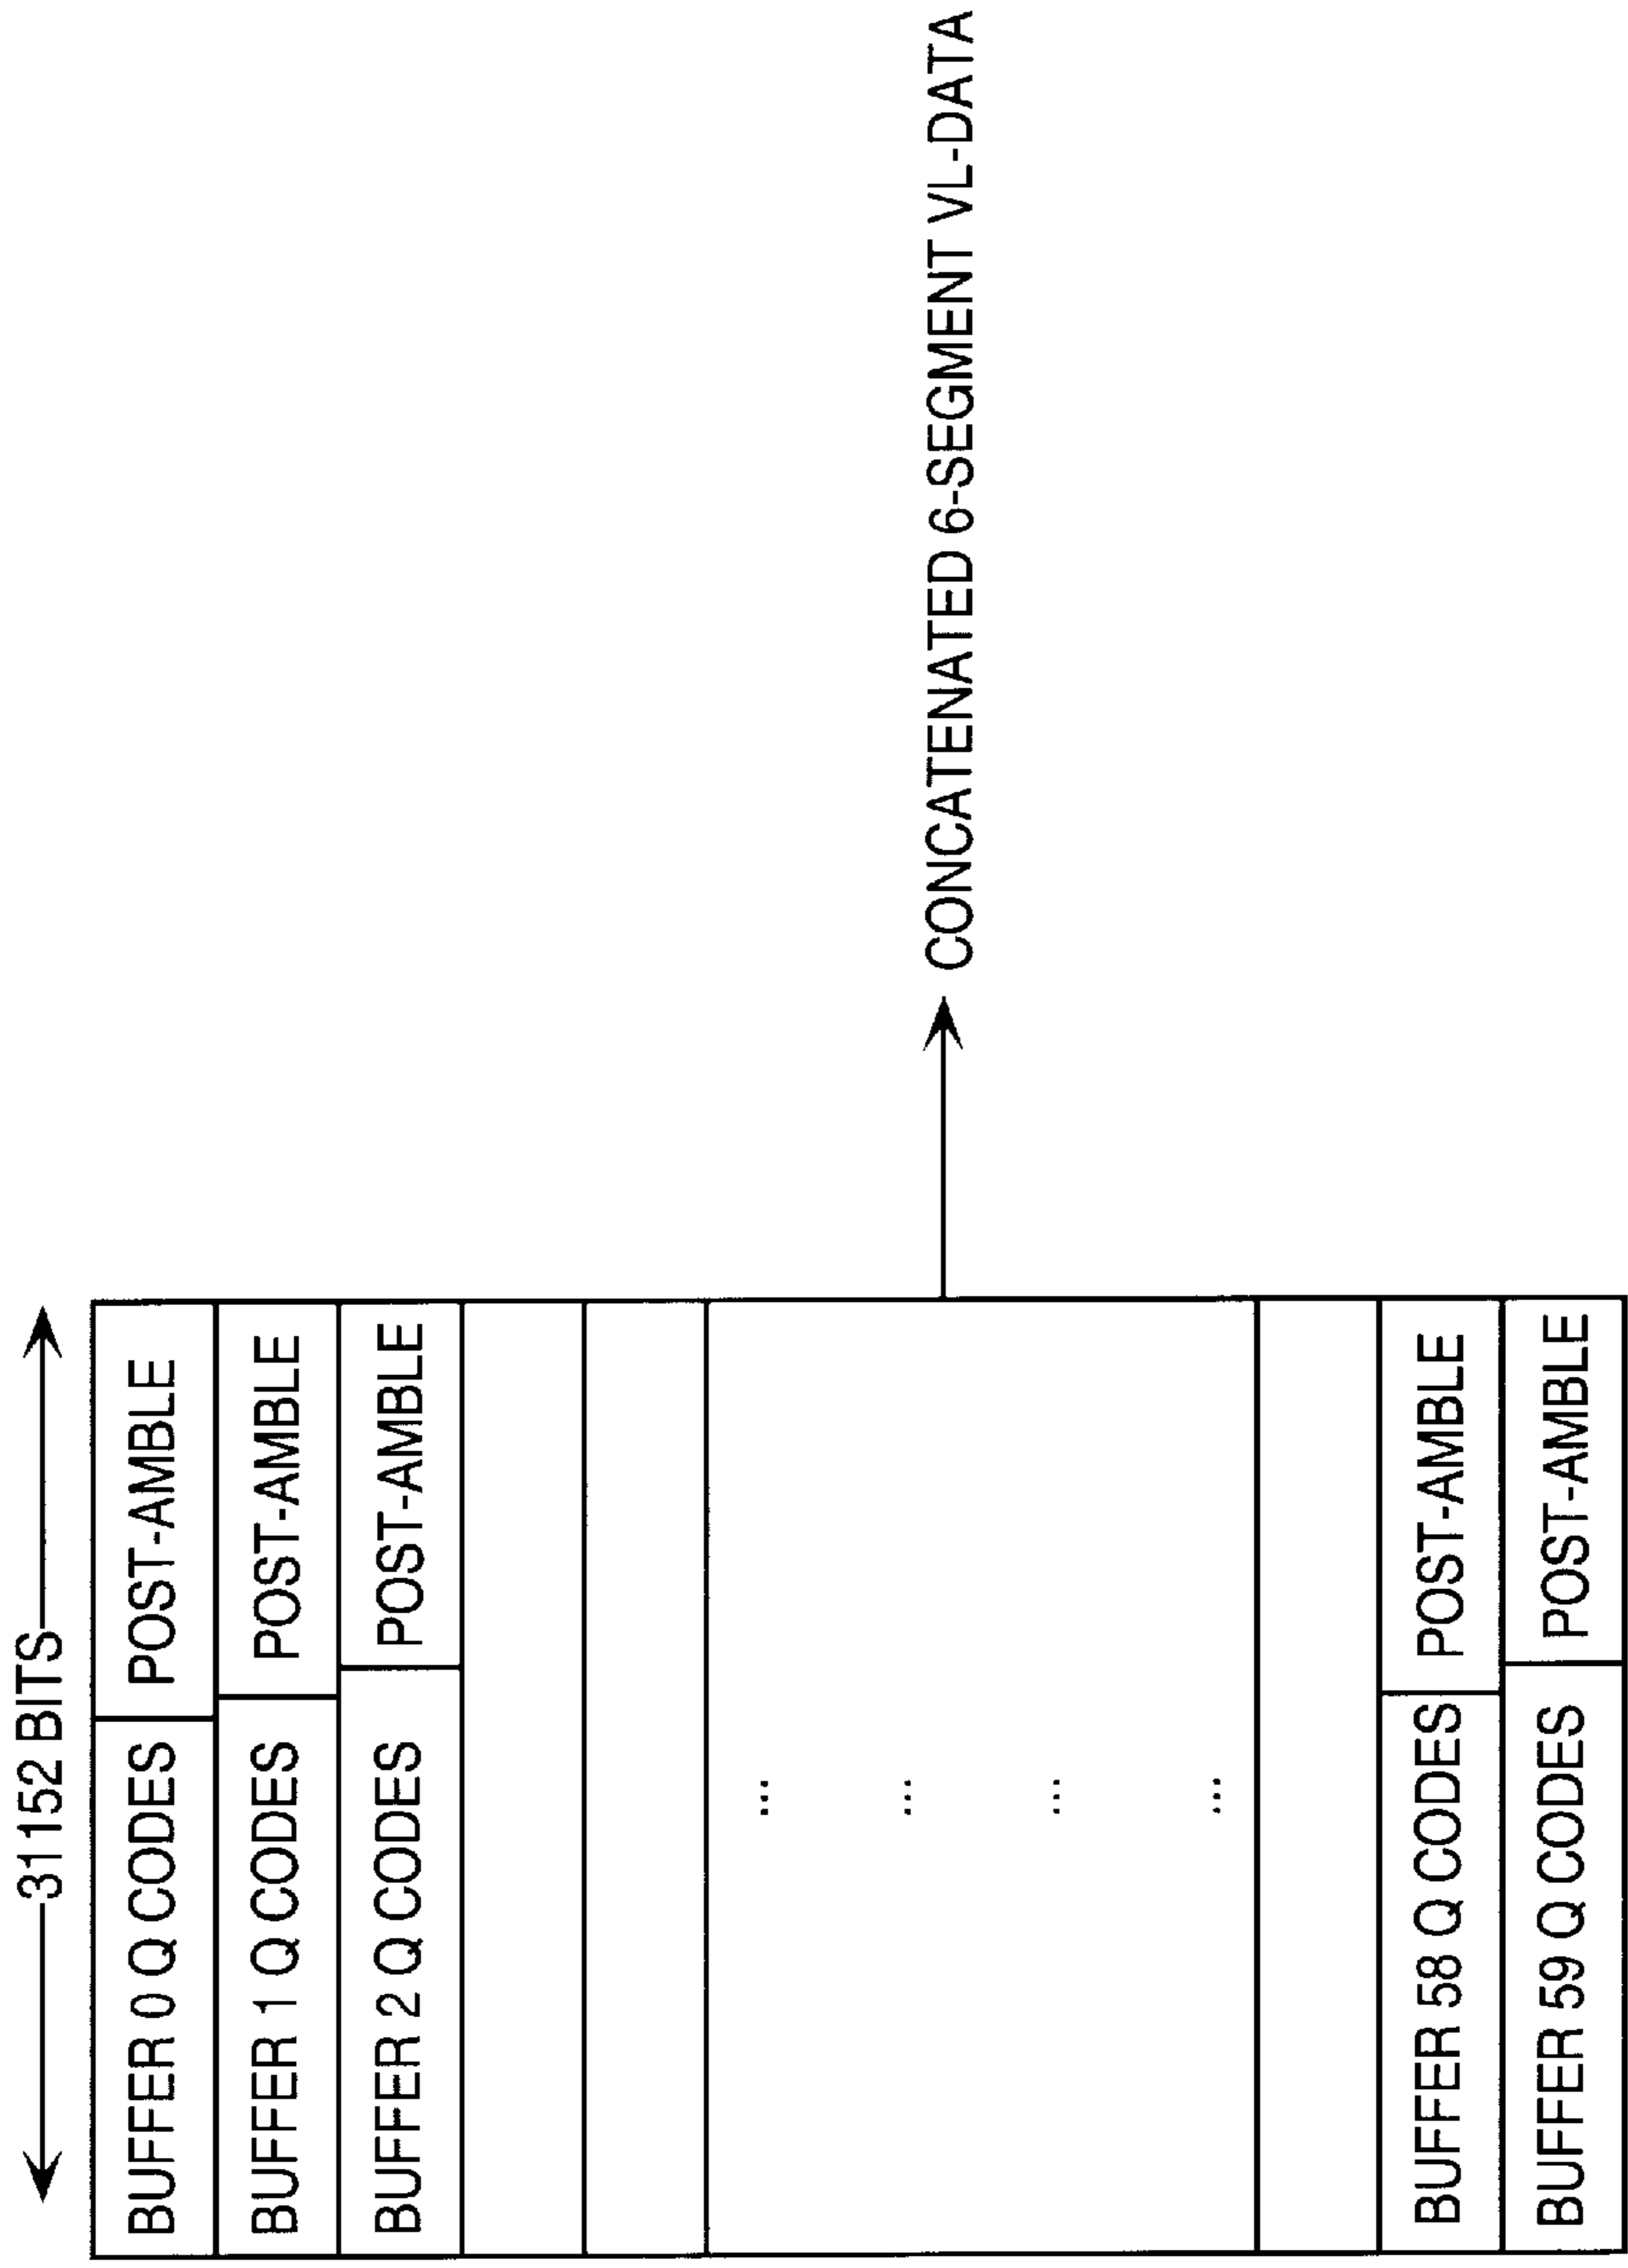 31152 BITS
BUFFER 0 Q CODES POST-AMBLE
BUFFER 1 Q CODES POST-AMBLE
BUFFER 2 Q CODES POST-AMBLE
...
...
...
...
CONCATENATED 6-SEGMENT VL-DATA
BUFFER 58 Q CODES POST-AMBLE
BUFFER 59 Q CODES POST-AMBLE